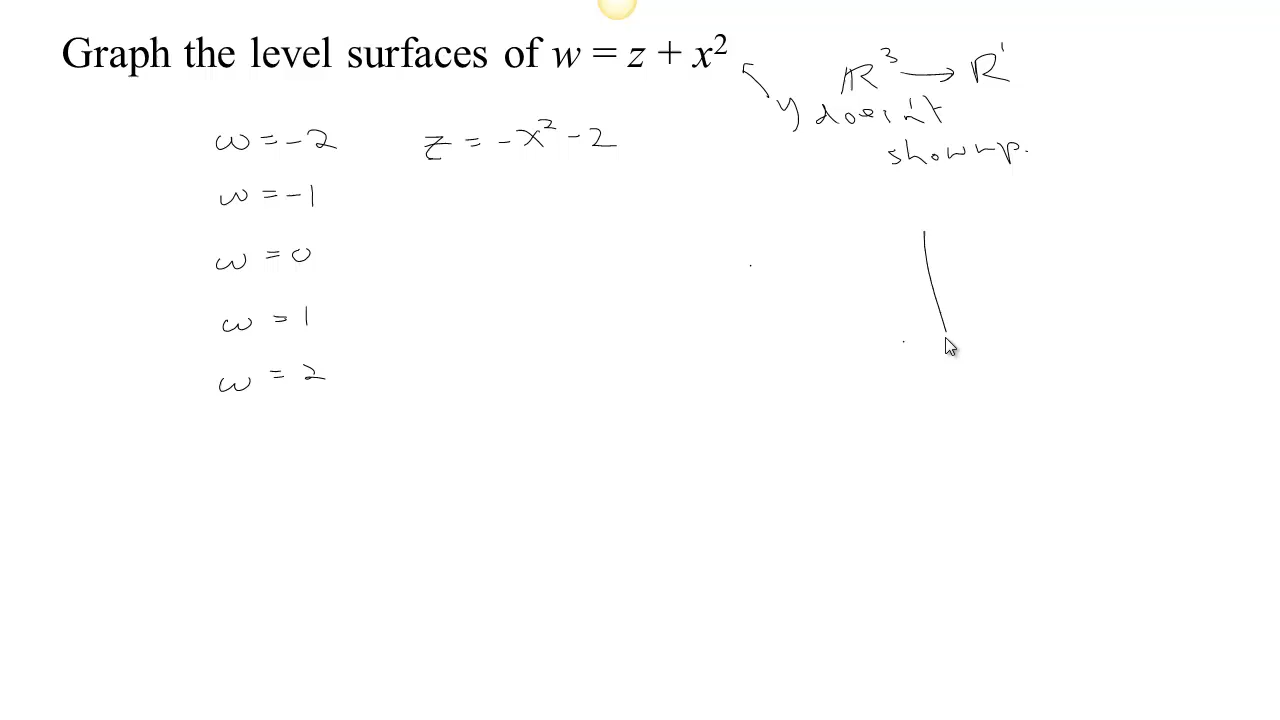 Graph the level surfaces of w = z + x²
ℝ³ → ℝ¹
y doesn't
show up.
w = -2 z = -x² - 2
w = -1
w = 0
w = 1
w = 2